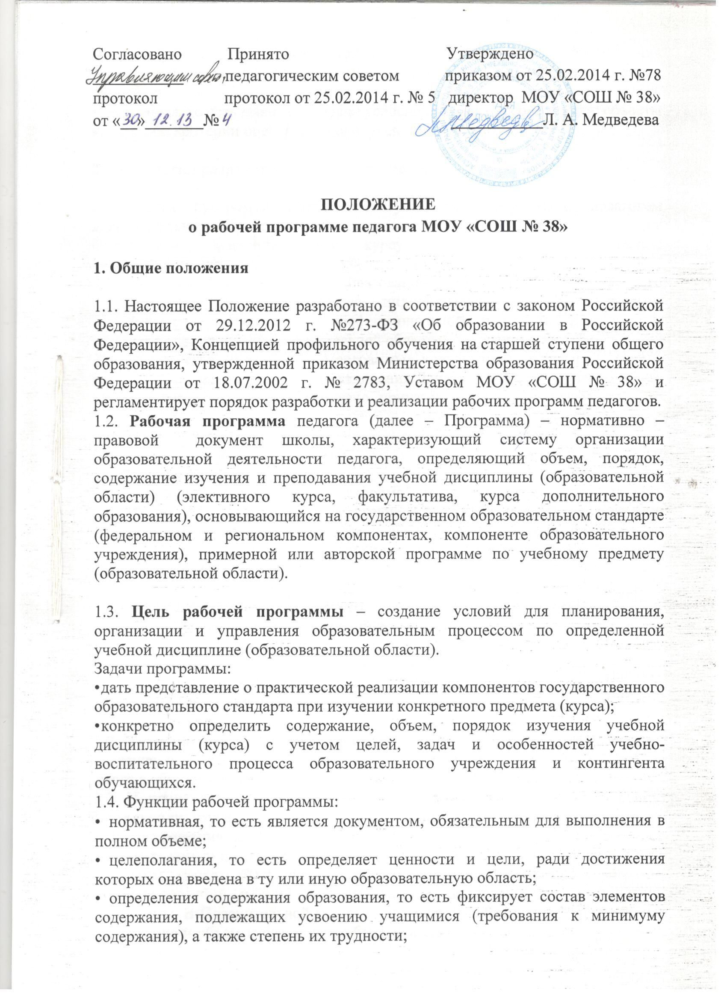 Согласовано Принято Утверждено
Управляющим педагогическим советом приказом от 25.02.2014 г. №78
протокол протокол от 25.02.2014 г. № 5 директор МОУ «СОШ № 38»
от «30» 12.13 №4 Л. А. Медведева
ПОЛОЖЕНИЕ
о рабочей программе педагога МОУ «СОШ № 38»
1. Общие положения
1.1. Настоящее Положение разработано в соответствии с законом Российской
Федерации от 29.12.2012 г. №273-ФЗ «Об образовании в Российской
Федерации», Концепцией профильного обучения на старшей ступени общего
образования, утвержденной приказом Министерства образования Российской
Федерации от 18.07.2002 г. № 2783, Уставом МОУ «СОШ № 38» и
регламентирует порядок разработки и реализации рабочих программ педагогов.
1.2. Рабочая программа педагога (далее – Программа) – нормативно –
правовой документ школы, характеризующий систему организации
образовательной деятельности педагога, определяющий объем, порядок,
содержание изучения и преподавания учебной дисциплины (образовательной
области) (элективного курса, факультатива, курса дополнительного
образования), основывающийся на государственном образовательном стандарте
(федеральном и региональном компонентах, компоненте образовательного
учреждения), примерной или авторской программе по учебному предмету
(образовательной области).
1.3. Цель рабочей программы – создание условий для планирования,
организации и управления образовательным процессом по определенной
учебной дисциплине (образовательной области).
Задачи программы:
•дать представление о практической реализации компонентов государственного
образовательного стандарта при изучении конкретного предмета (курса);
•конкретно определить содержание, объем, порядок изучения учебной
дисциплины (курса) с учетом целей, задач и особенностей учебно-
воспитательного процесса образовательного учреждения и контингента
обучающихся.
1.4. Функции рабочей программы:
• нормативная, то есть является документом, обязательным для выполнения в
полном объеме;
• целеполагания, то есть определяет ценности и цели, ради достижения
которых она введена в ту или иную образовательную область;
• определения содержания образования, то есть фиксирует состав элементов
содержания, подлежащих усвоению учащимися (требования к минимуму
содержания), а также степень их трудности;